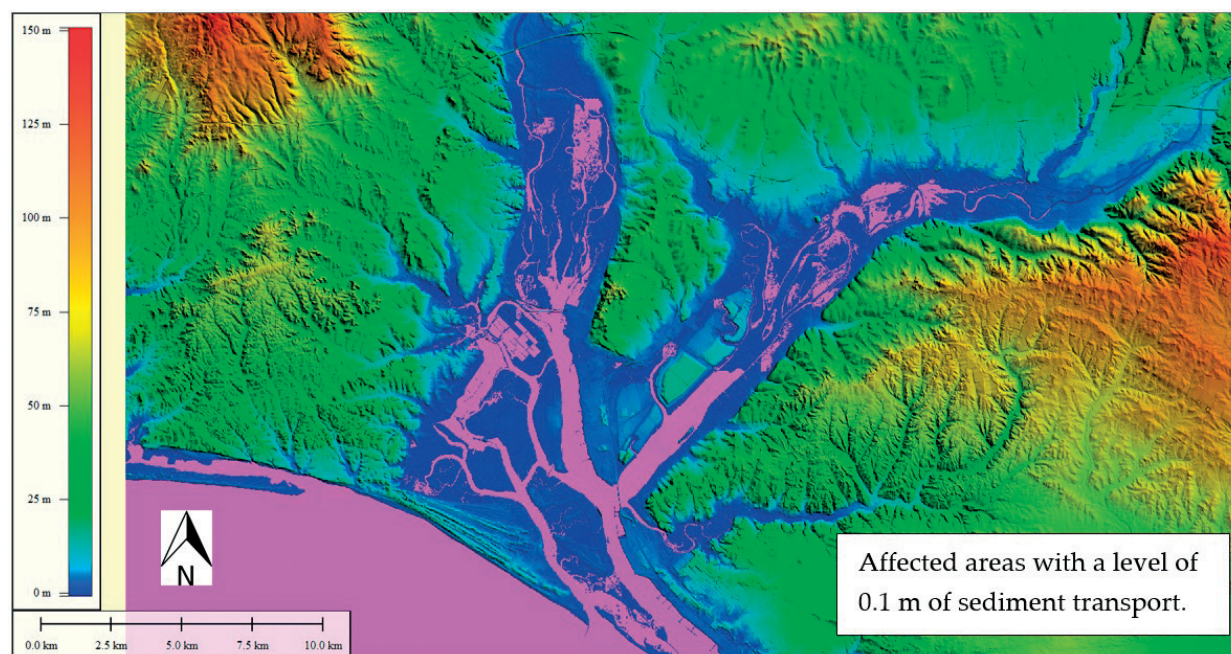 150 m
125 m
100 m
75 m
50 m
25 m
0 m
N
0.0 km 2.5 km 5.0 km 7.5 km 10.0 km
Affected areas with a level of
0.1 m of sediment transport.